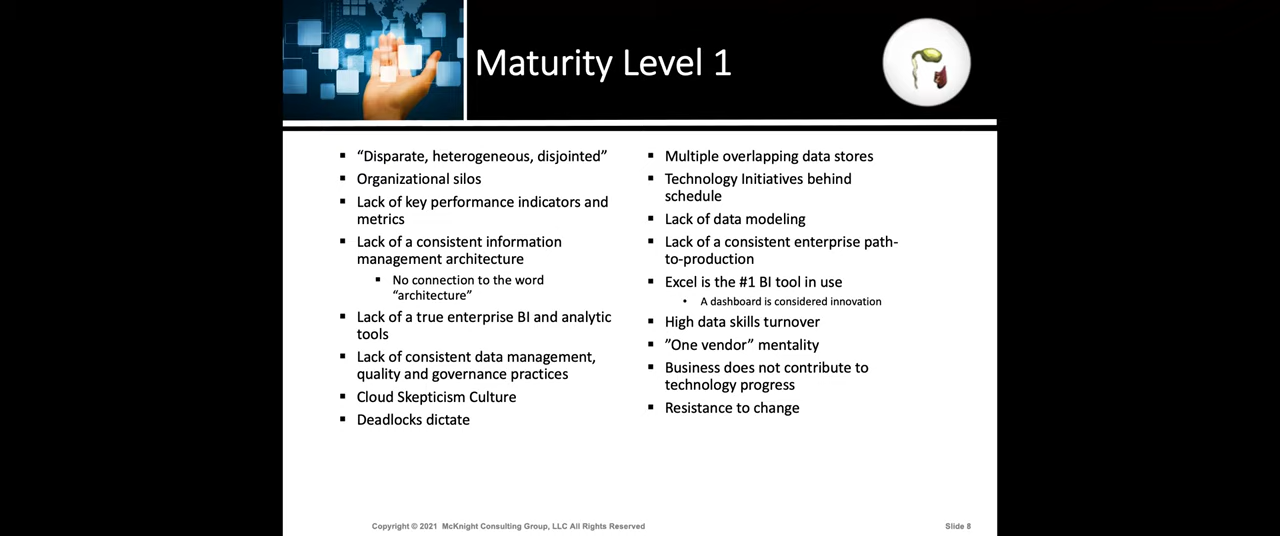 Maturity Level 1
▪ “Disparate, heterogeneous, disjointed”
▪ Organizational silos
▪ Lack of key performance indicators and
metrics
▪ Lack of a consistent information
management architecture
▪ No connection to the word
“architecture”
▪ Lack of a true enterprise BI and analytic
tools
▪ Lack of consistent data management,
quality and governance practices
▪ Cloud Skepticism Culture
▪ Deadlocks dictate
▪ Multiple overlapping data stores
▪ Technology Initiatives behind
schedule
▪ Lack of data modeling
▪ Lack of a consistent enterprise path-
to-production
▪ Excel is the #1 BI tool in use
• A dashboard is considered innovation
▪ High data skills turnover
▪ ”One vendor” mentality
▪ Business does not contribute to
technology progress
▪ Resistance to change
Copyright © 2021 McKnight Consulting Group, LLC All Rights Reserved
Slide 8